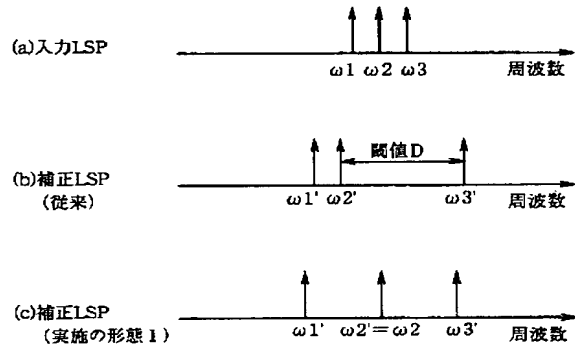 (a)入力LSP
ω1 ω2 ω3 周波数
閾値D
(b)補正LSP
(従来)
ω1' ω2' ω3' 周波数
(c)補正LSP
(実施の形態1)
ω1' ω2'=ω2 ω3' 周波数